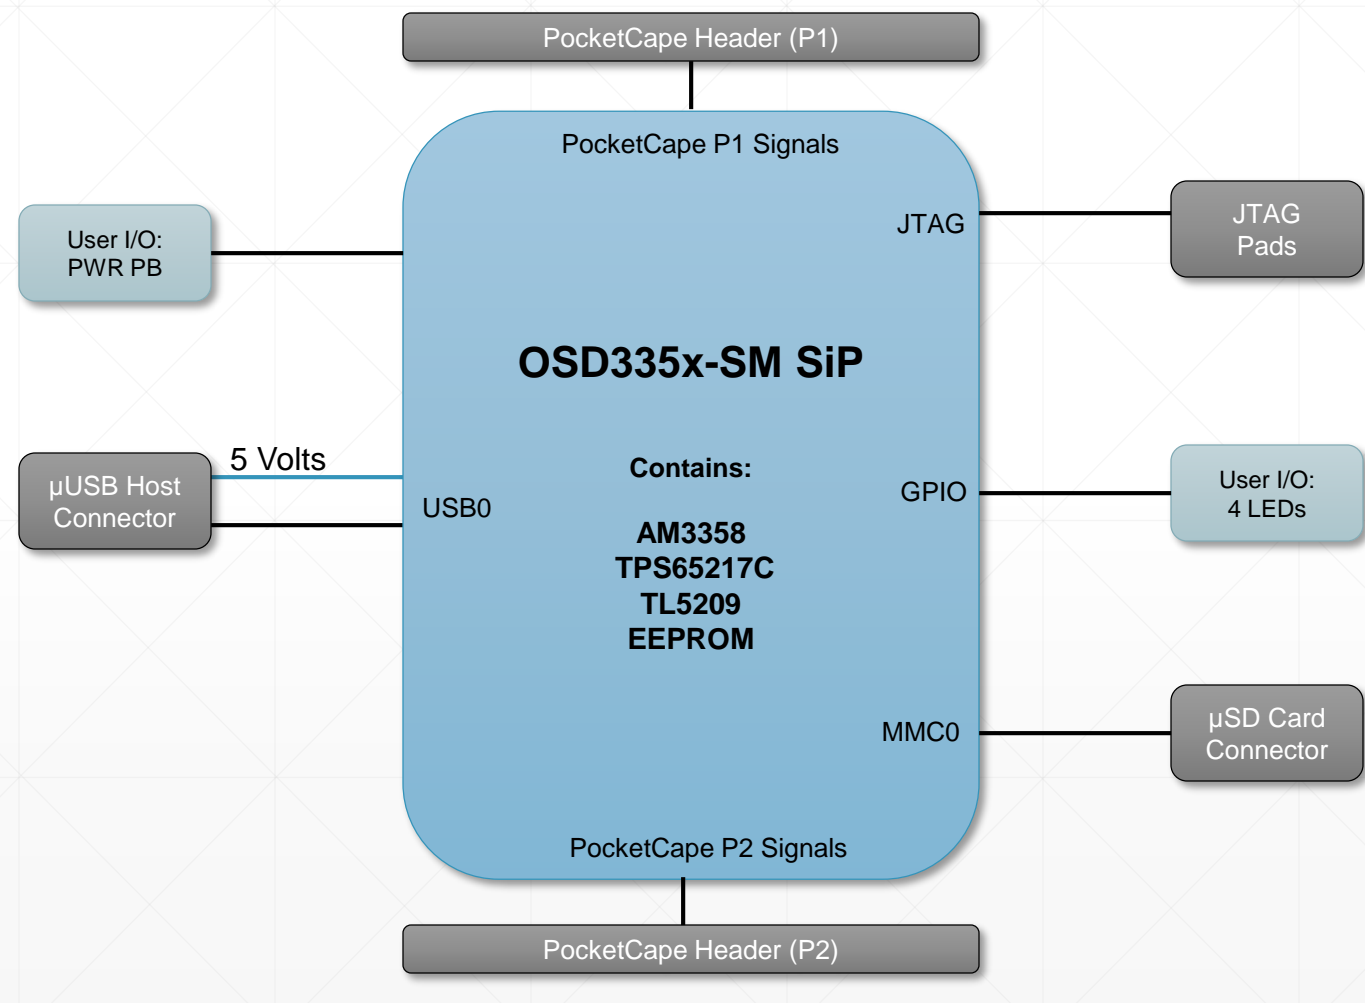 PocketCape Header (P1)
PocketCape P1 Signals
JTAG
JTAG
Pads
User I/O:
PWR PB
OSD335x-SM SiP
5 Volts
µUSB Host
Connector
USB0
Contains:
AM3358
TPS65217C
TL5209
EEPROM
GPIO
User I/O:
4 LEDs
MMC0
µSD Card
Connector
PocketCape P2 Signals
PocketCape Header (P2)